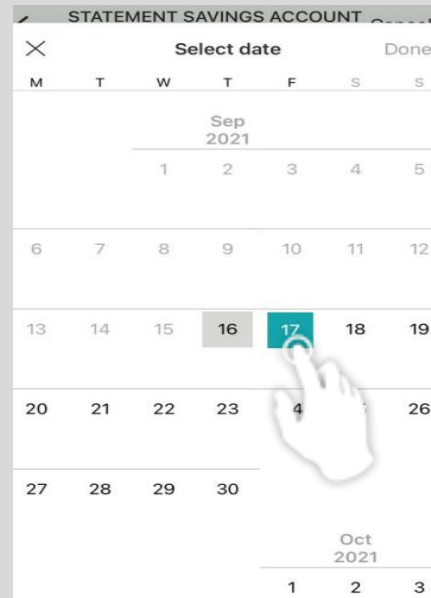 STATEMENT SAVINGS ACCOUNT
Select date Done
M T W T F S S
Sep
2021
1 2 3 4 5
6 7 8 9 10 11 12
13 14 15 16 17 18 19
20 21 22 23 4 26
27 28 29 30
Oct
2021
1 2 3